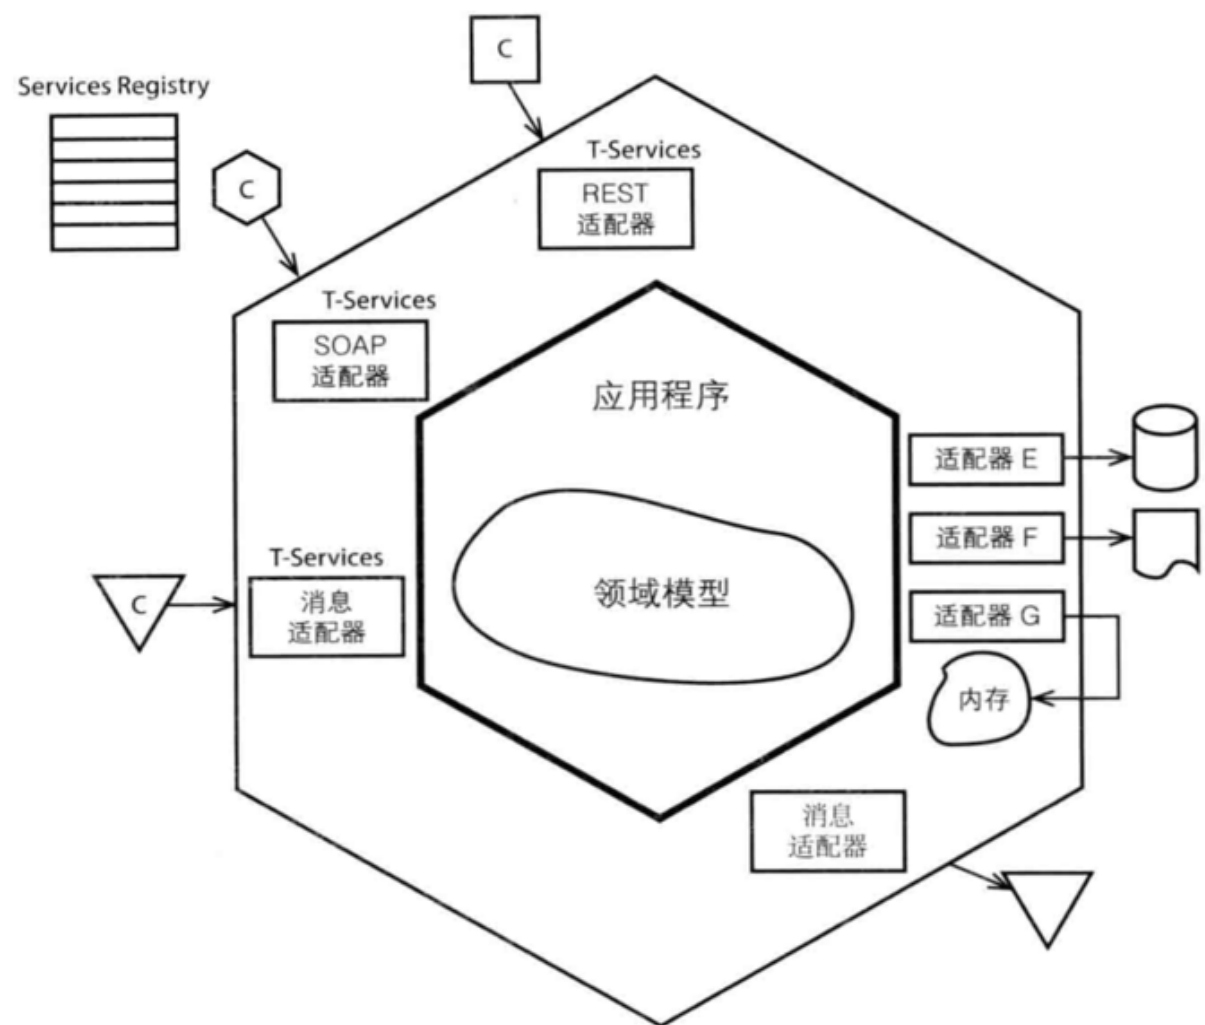 C
Services Registry
T-Services
REST
适配器
C
T-Services
SOAP
适配器
应用程序
适配器 E
适配器 F
T-Services
消息
适配器
C
领域模型
适配器 G
内存
消息
适配器